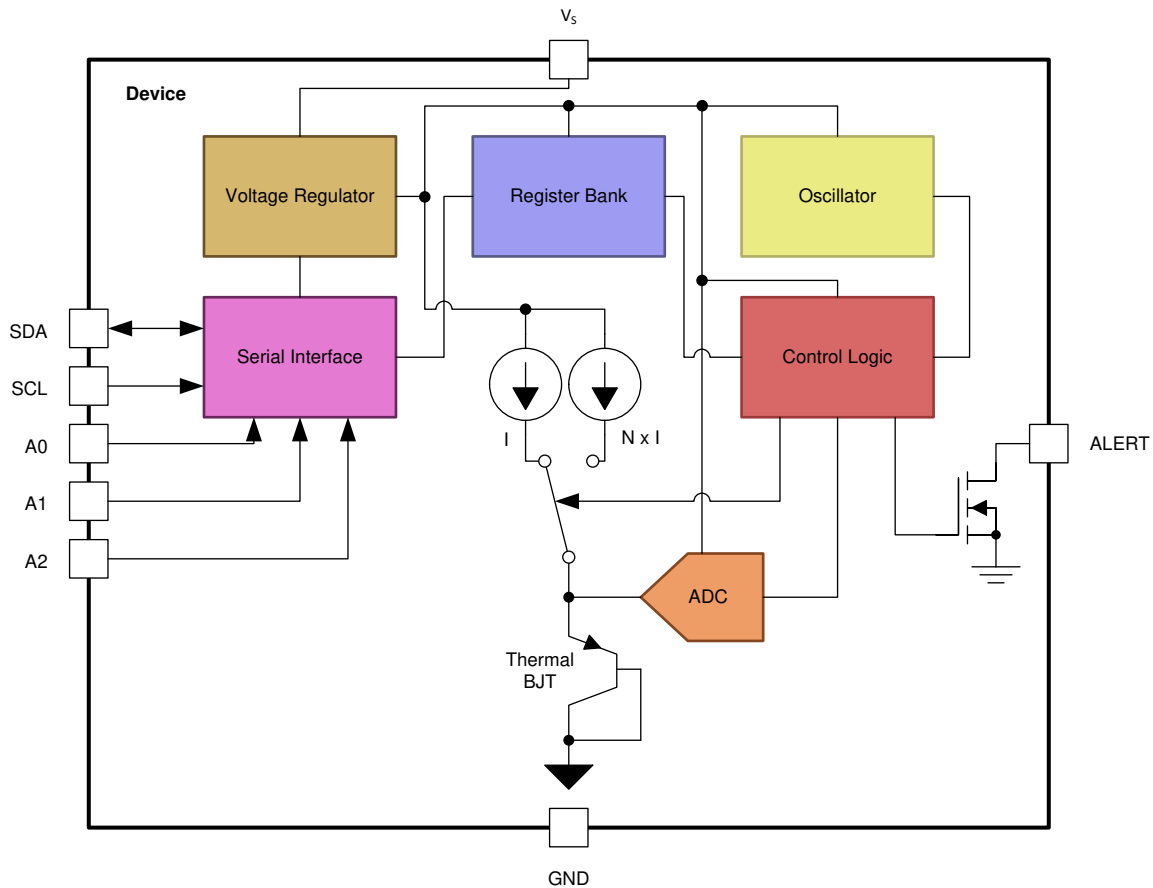 VS
Device
Voltage Regulator
Register Bank
Oscillator
SDA
Serial Interface
Control Logic
SCL
I
N x I
A0
ALERT
A1
A2
ADC
Thermal
BJT
GND